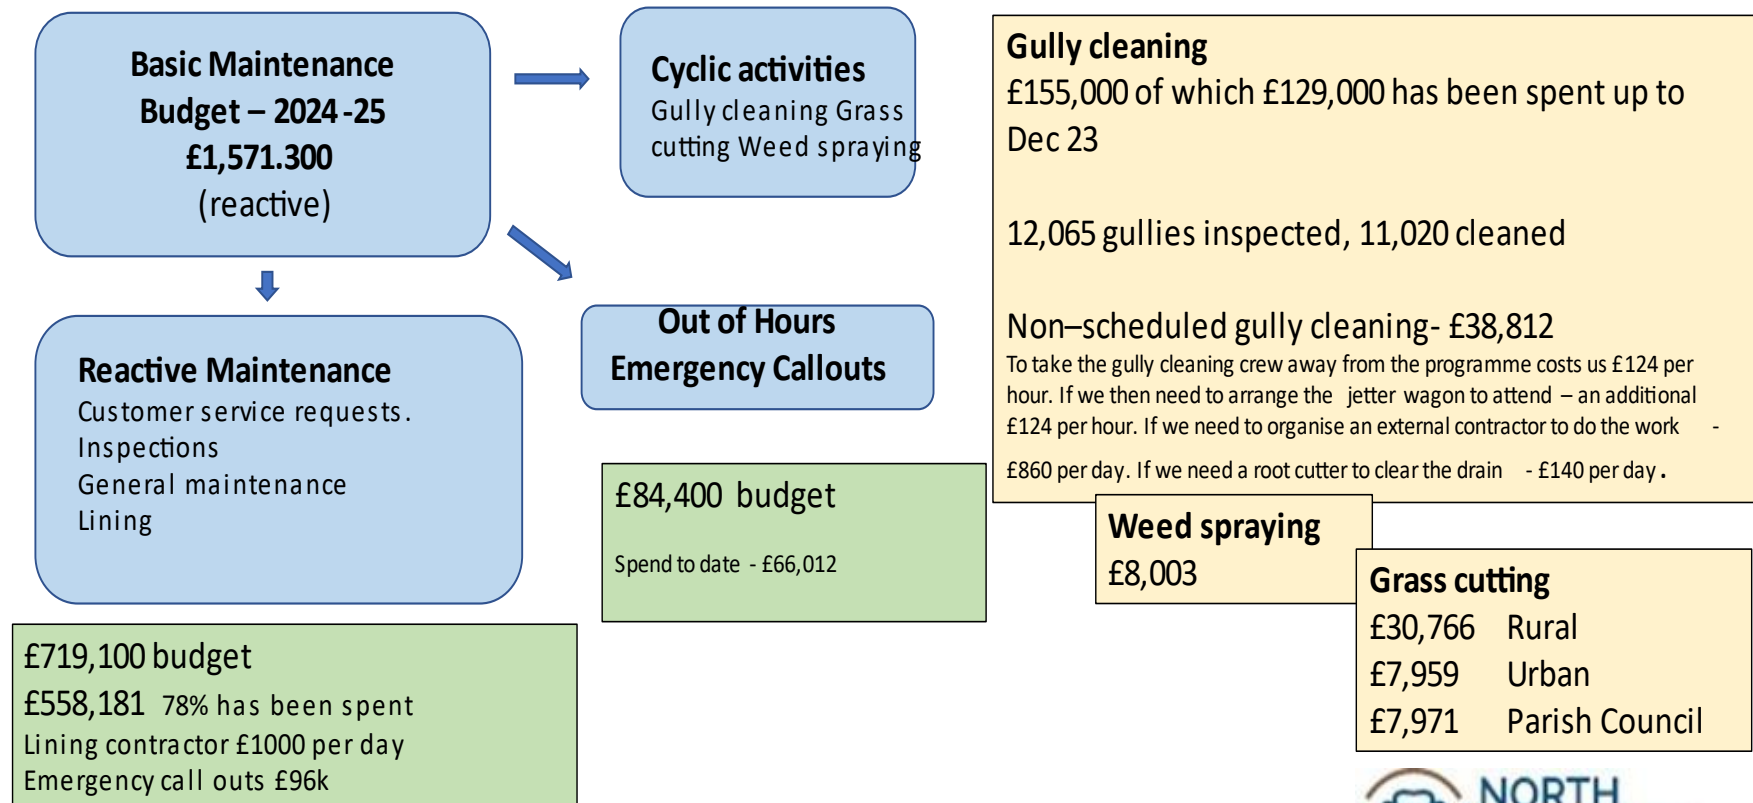 Basic Maintenance
Budget – 2024-25
£1,571.300
(reactive)
Cyclic activities
Gully cleaning Grass
cutting Weed spraying
Out of Hours
Emergency Callouts
Reactive Maintenance
Customer service requests.
Inspections
General maintenance
Lining
£84,400 budget
Spend to date - £66,012
£719,100 budget
£558,181 78% has been spent
Lining contractor £1000 per day
Emergency call outs £96k
Gully cleaning
£155,000 of which £129,000 has been spent up to
Dec 23
12,065 gullies inspected, 11,020 cleaned
Non–scheduled gully cleaning- £38,812
To take the gully cleaning crew away from the programme costs us £124 per
hour. If we then need to arrange the jetter wagon to attend – an additional
£124 per hour. If we need to organise an external contractor to do the work -
£860 per day. If we need a root cutter to clear the drain - £140 per day.
Weed spraying
£8,003
Grass cutting
£30,766 Rural
£7,959 Urban
£7,971 Parish Council
NORTH